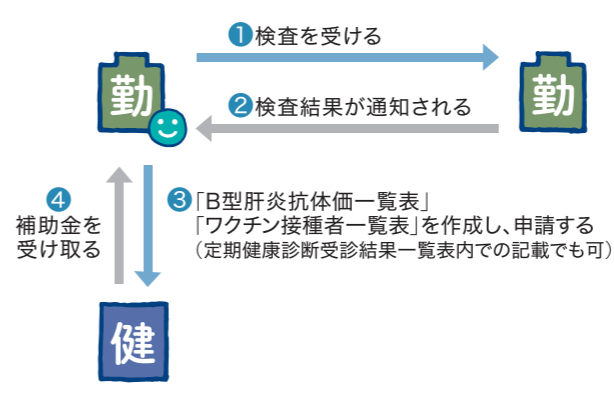 ❶検査を受ける
勤
勤
❷検査結果が通知される
❹
補助金を
受け取る
❸「B型肝炎抗体価一覧表」
「ワクチン接種者一覧表」を作成し、申請する
（定期健康診断受診結果一覧表内での記載でも可）
健